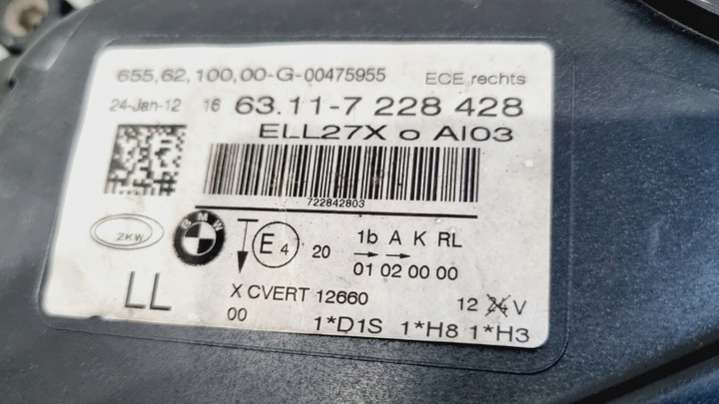 655,62,100,00-G-00475955 ECE rechts
24-Jan-12 16 63.11-7 228 428
ELL27X o AI03
722842803
ZKW BMW E4 20 1b A K RL
01 02 00 00
LL X CVERT 12660 12 24 V
00 1*D1S 1*H8 1*H3